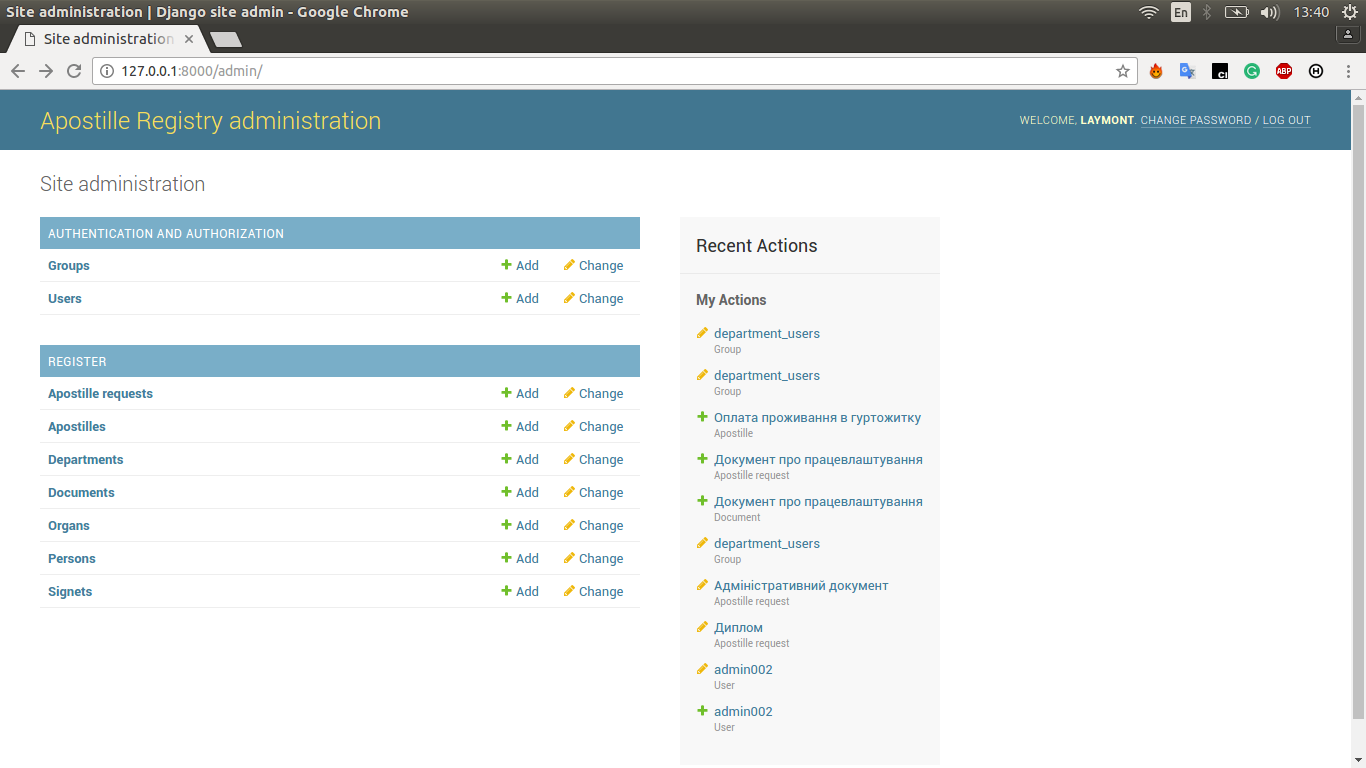 Site administration | Django site admin - Google Chrome
En
13:40
Site administration
127.0.0.1:8000/admin/
ABP
Apostille Registry administration
WELCOME, LAYMONT. CHANGE PASSWORD / LOG OUT
Site administration
AUTHENTICATION AND AUTHORIZATION
Groups Add Change
Users Add Change
REGISTER
Apostille requests Add Change
Apostilles Add Change
Departments Add Change
Documents Add Change
Organs Add Change
Persons Add Change
Signets Add Change
Recent Actions
My Actions
department_users
Group
department_users
Group
Оплата проживання в гуртожитку
Apostille
Документ про працевлаштування
Apostille request
Документ про працевлаштування
Document
department_users
Group
Адміністративний документ
Apostille request
Диплом
Apostille request
admin002
User
admin002
User